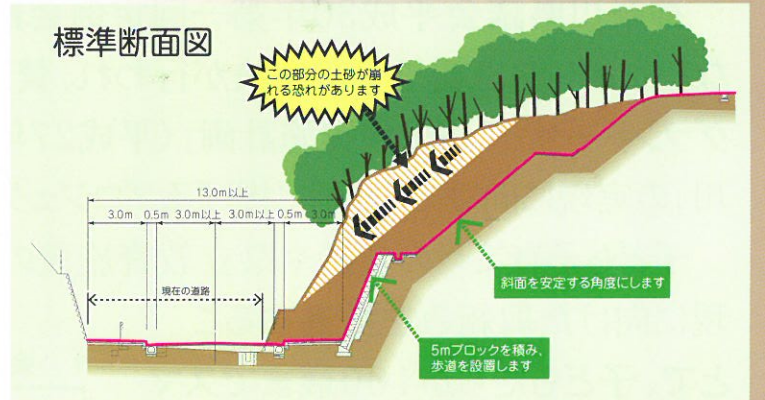 標準断面図
この部分の土砂が崩
れる恐れがあります
13.0m以上
3.0m 0.5m 3.0m以上 3.0m以上 0.5m 3.0m
現在の道路
斜面を安定する角度にします
5mブロックを積み、
歩道を設置します